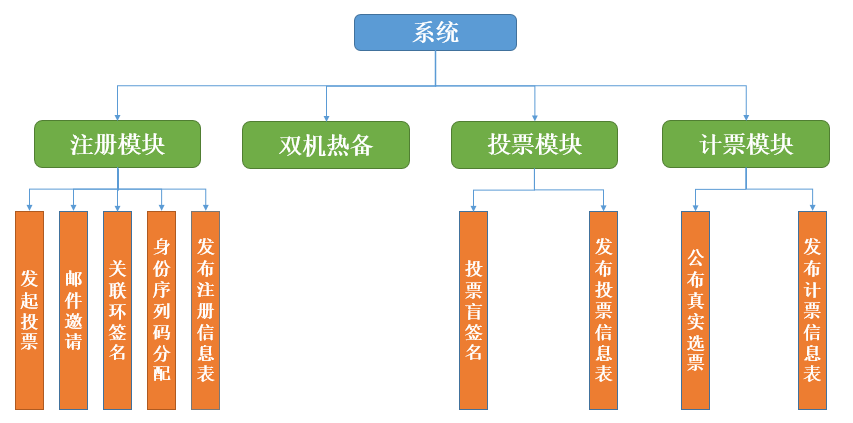 系统
注册模块
双机热备
投票模块
计票模块
发起投票
邮件邀请
关联环签名
身份序列码分配
发布注册信息表
投票盲签名
发布投票信息表
公布真实选票
发布计票信息表